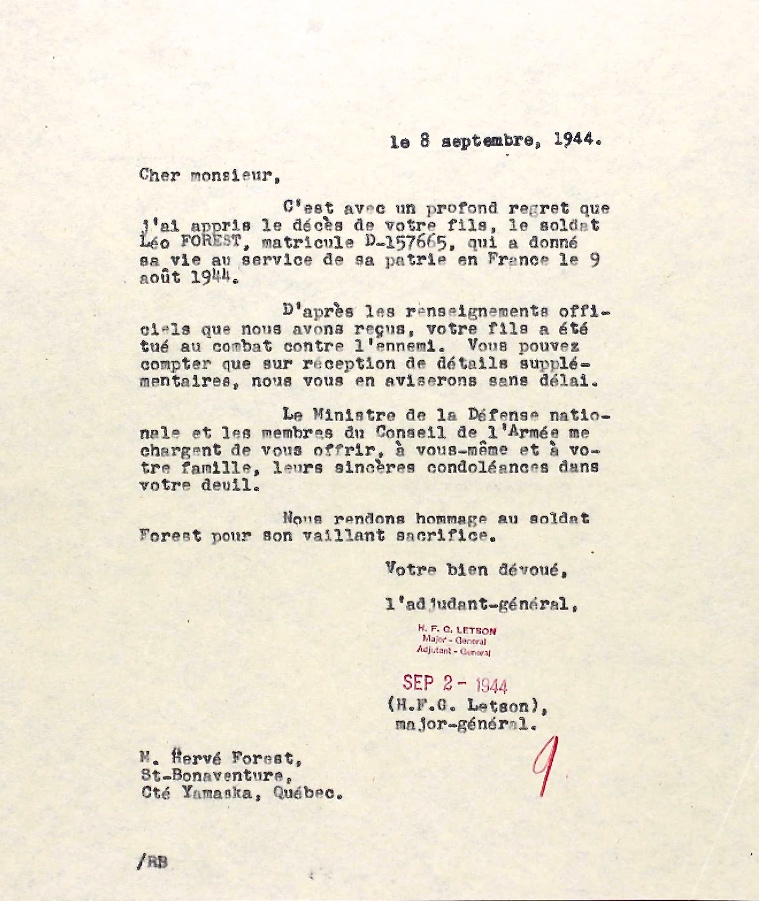 le 8 septembre, 1944.
Cher monsieur,
C'est avec un profond regret que
j'ai appris le décès de votre fils, le soldat
Léo FOREST, matricule D-157665, qui a donné
sa vie au service de sa patrie en France le 9
août 1944.
D'après les renseignements offi-
ciels que nous avons reçus, votre fils a été
tué au combat contre l'ennemi. Vous pouvez
compter que sur réception de détails supplé-
mentaires, nous vous en aviserons sans délai.
Le Ministre de la Défense natio-
nale et les membres du Conseil de l'Armée me
chargent de vous offrir, à vous-même et à vo-
tre famille, leurs sincères condoléances dans
votre deuil.
Nous rendons hommage au soldat
Forest pour son vaillant sacrifice.
Votre bien dévoué,
l'adjudant-général,
H. F. G. LETSON
Major - General
Adjutant - General
SEP 2 - 1944
(H.F.G. Letson),
major-général.
9
M. Hervé Forest,
St-Bonaventure,
Cté Yamaska, Québec.
/RB